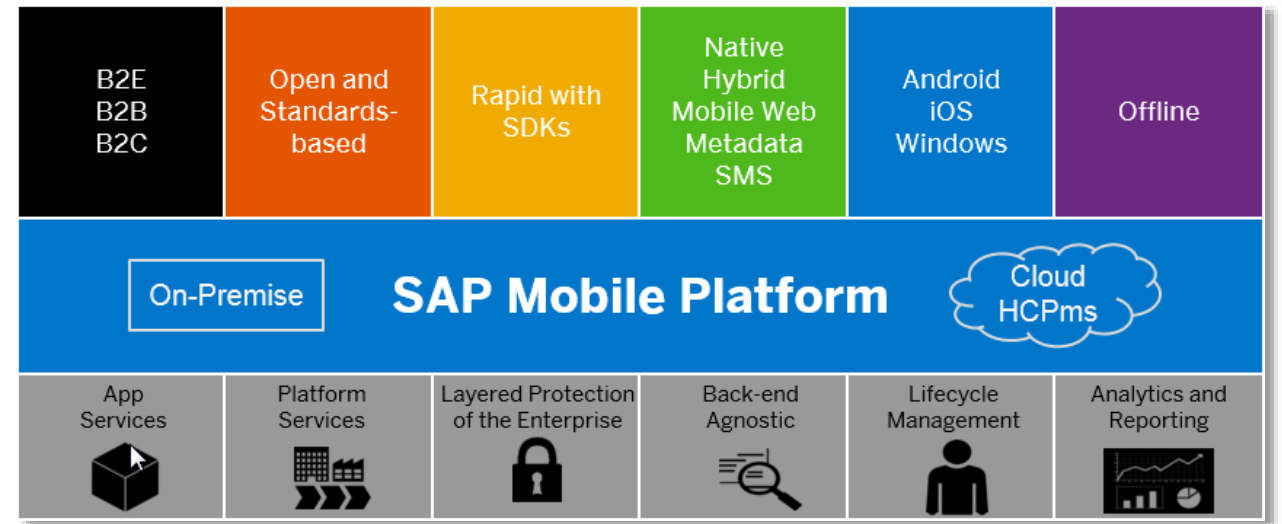 B2E
B2B
B2C
Open and
Standards-
based
Rapid with
SDKs
Native
Hybrid
Mobile Web
Metadata
SMS
Android
iOS
Windows
Offline
On-Premise
SAP Mobile Platform
Cloud
HCPms
App
Services
Platform
Services
Layered Protection
of the Enterprise
Back-end
Agnostic
Lifecycle
Management
Analytics and
Reporting